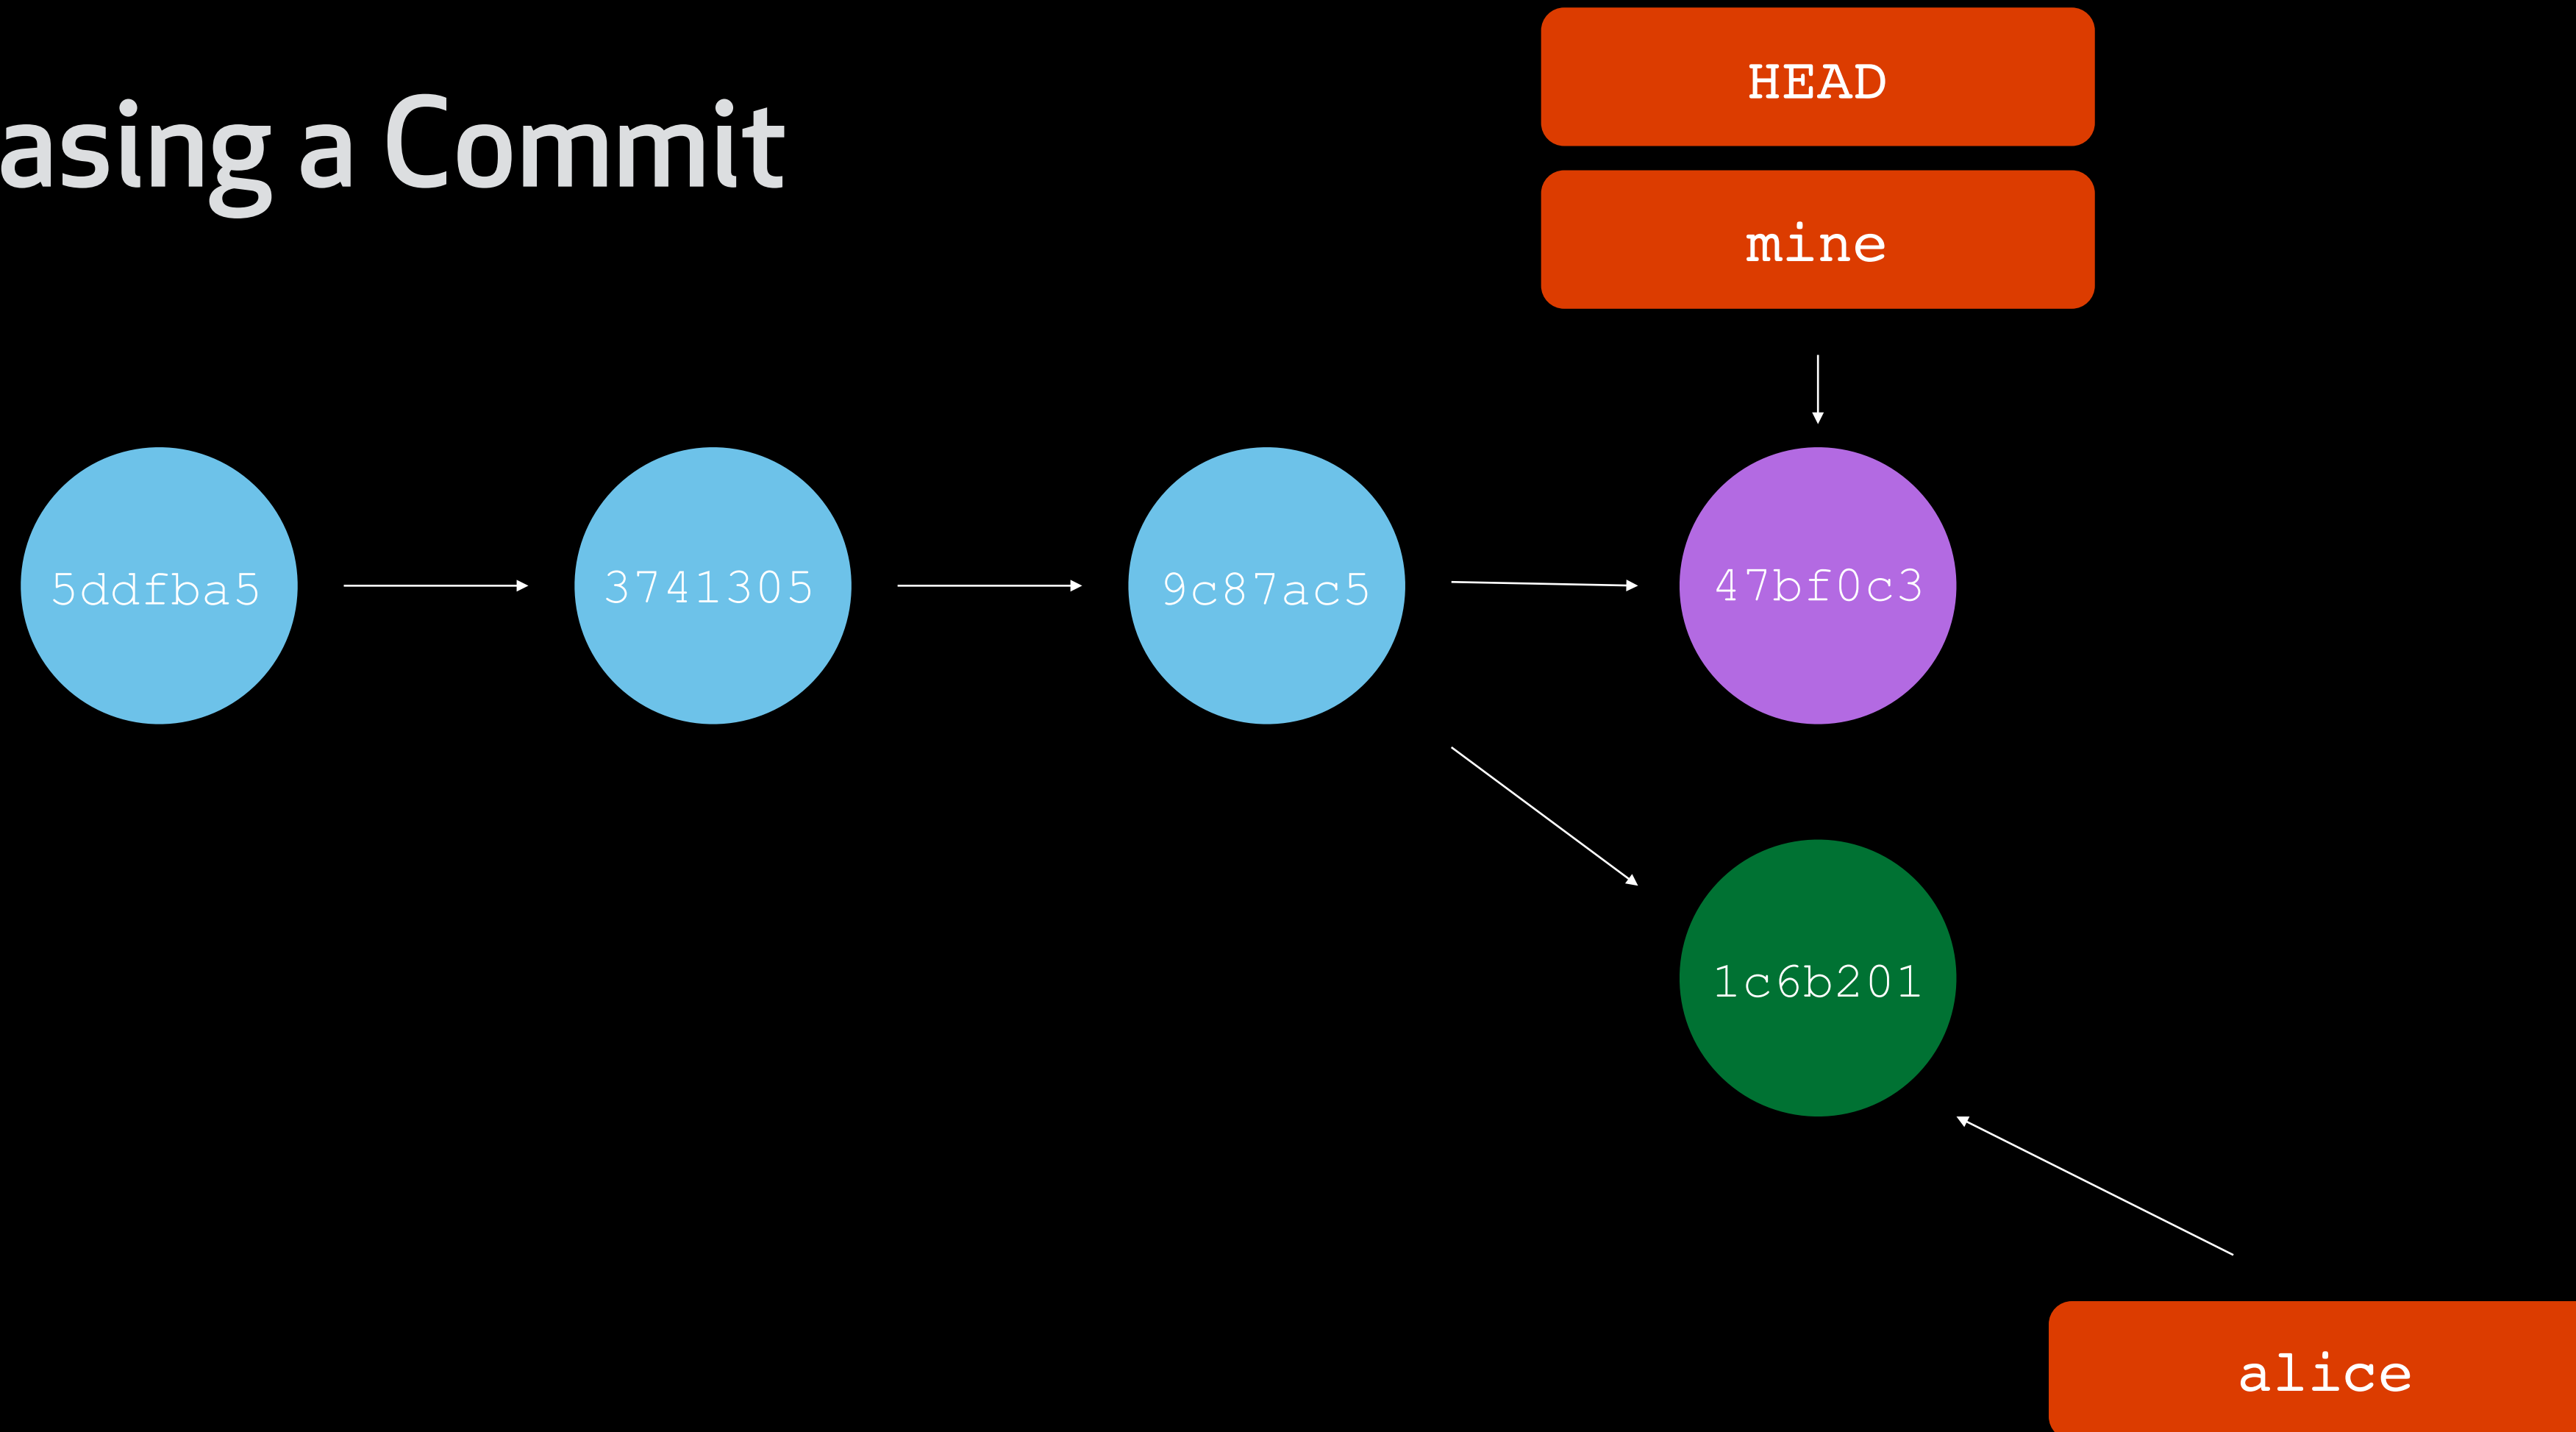 asing a Commit
HEAD
mine
5ddfba5
3741305
9c87ac5
47bf0c3
1c6b201
alice